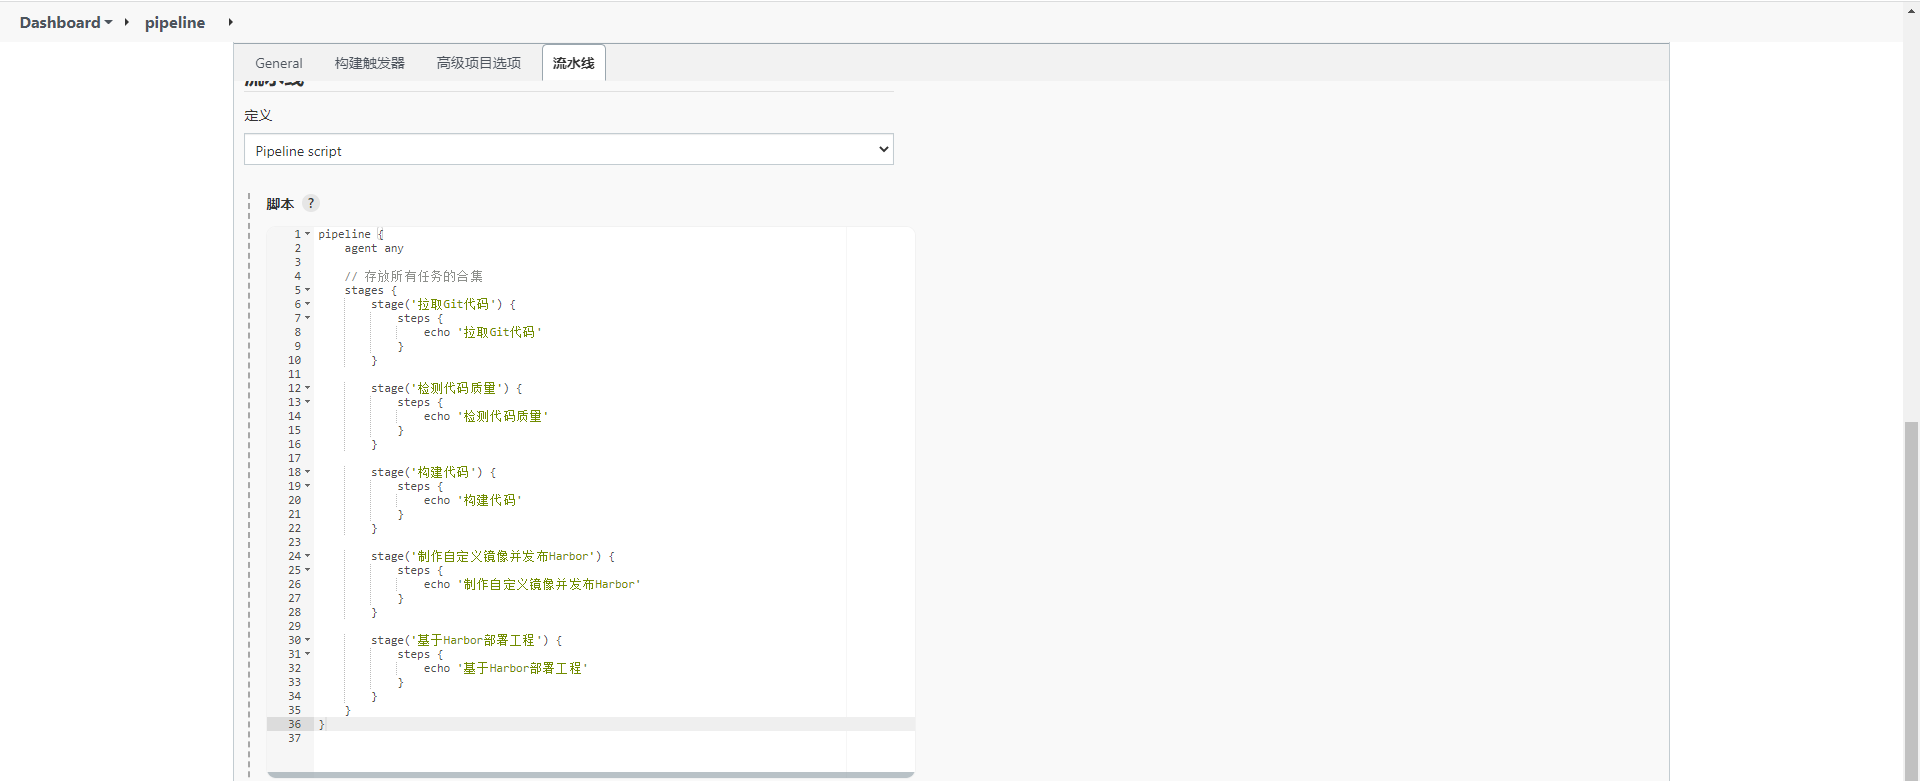 Dashboard
pipeline
General 构建触发器 高级项目选项 流水线
流水线
定义
Pipeline script
脚本 ?
1 pipeline {
2     agent any
3
4     // 存放所有任务的合集
5     stages {
6         stage('拉取Git代码') {
7             steps {
8                 echo '拉取Git代码'
9             }
10         }
11
12         stage('检测代码质量') {
13             steps {
14                 echo '检测代码质量'
15             }
16         }
17
18         stage('构建代码') {
19             steps {
20                 echo '构建代码'
21             }
22         }
23
24         stage('制作自定义镜像并发布Harbor') {
25             steps {
26                 echo '制作自定义镜像并发布Harbor'
27             }
28         }
29
30         stage('基于Harbor部署工程') {
31             steps {
32                 echo '基于Harbor部署工程'
33             }
34         }
35     }
36 }
37